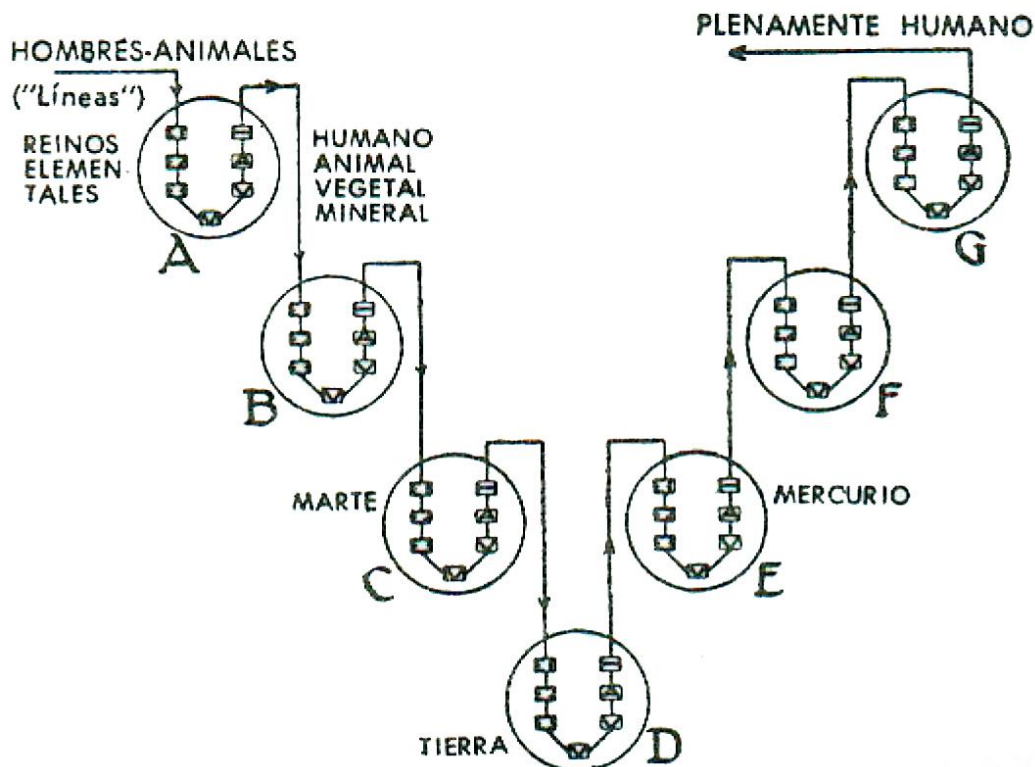 HOMBRES-ANIMALES
("Líneas")
REINOS
ELEMEN-
TALES
A
HUMANO
ANIMAL
VEGETAL
MINERAL
B
MARTE
C
TIERRA
D
MERCURIO
E
F
G
PLENAMENTE HUMANO